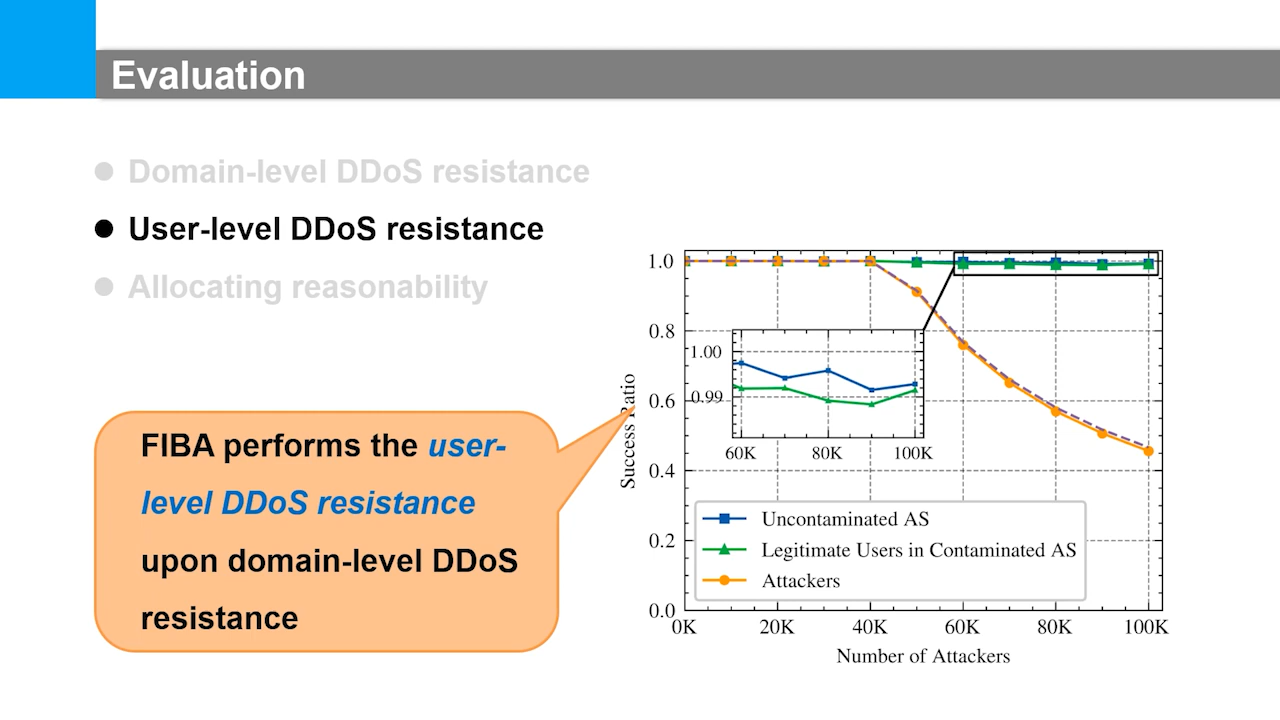 Evaluation
Domain-level DDoS resistance
User-level DDoS resistance
Allocating reasonability
FIBA performs the user-
level DDoS resistance
upon domain-level DDoS
resistance
Success Ratio
1.0
0.8
0.6
0.4
0.2
0.0
1.00
0.99
60K 80K 100K
Uncontaminated AS
Legitimate Users in Contaminated AS
Attackers
0K 20K 40K 60K 80K 100K
Number of Attackers